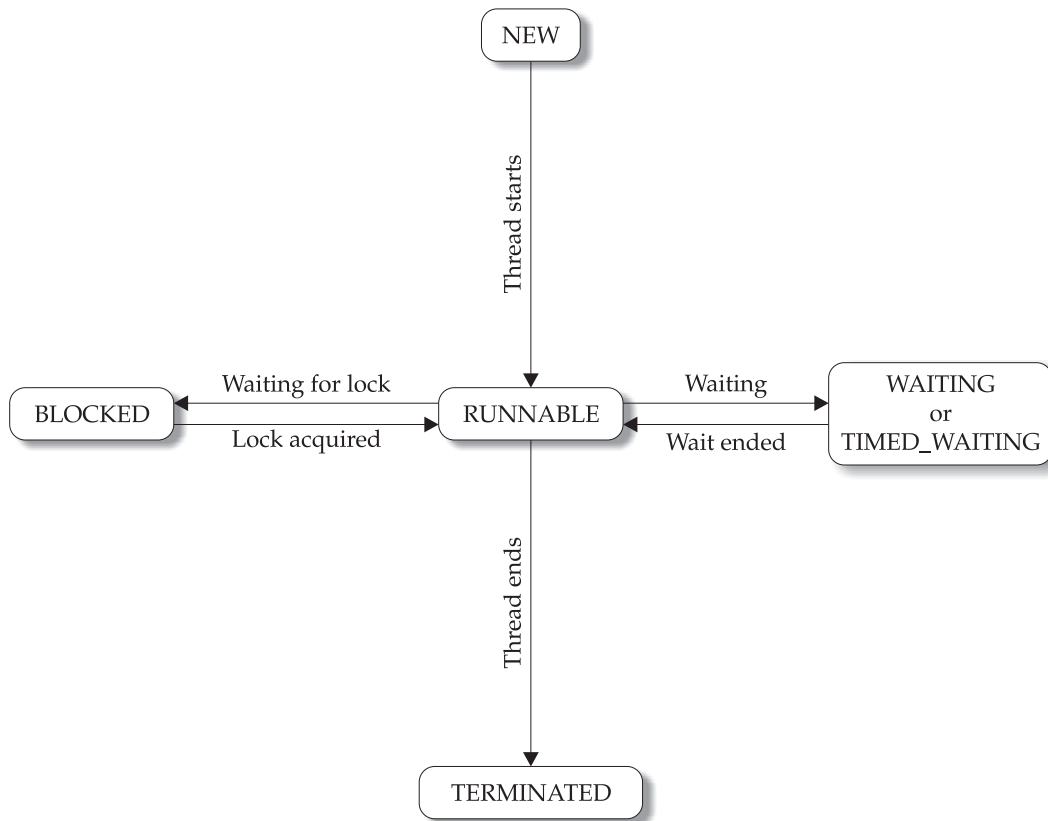 NEW
Thread starts
Waiting for lock
Waiting
BLOCKED
RUNNABLE
WAITING
or
TIMED_WAITING
Lock acquired
Wait ended
Thread ends
TERMINATED